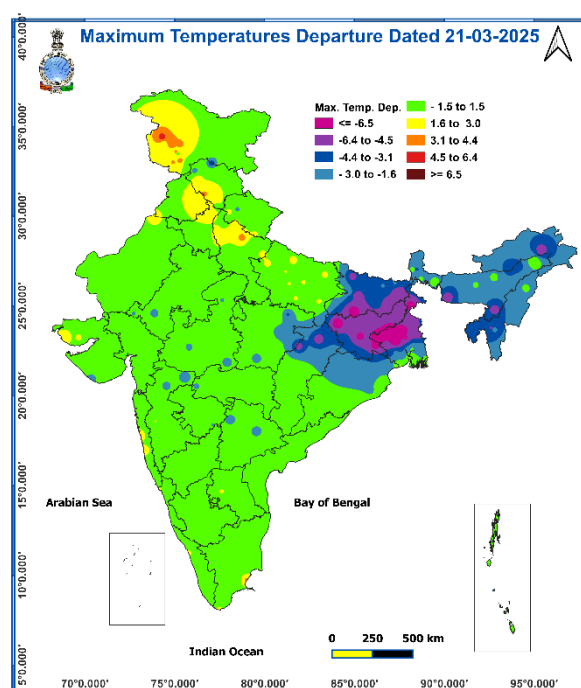 Maximum Temperatures Departure Dated 21-03-2025
Max. Temp. Dep.
<= -6.5
-6.4 to -4.5
-4.4 to -3.1
- 3.0 to -1.6
- 1.5 to 1.5
1.6 to 3.0
3.1 to 4.4
4.5 to 6.4
>= 6.5
40°0.000'
35°0.000'
30°0.000'
25°0.000'
20°0.000'
15°0.000'
10°0.000'
5°0.000'
Arabian Sea
Bay of Bengal
Indian Ocean
0 250 500 km
70°0.000' 75°0.000' 80°0.000' 85°0.000' 90°0.000' 95°0.000'